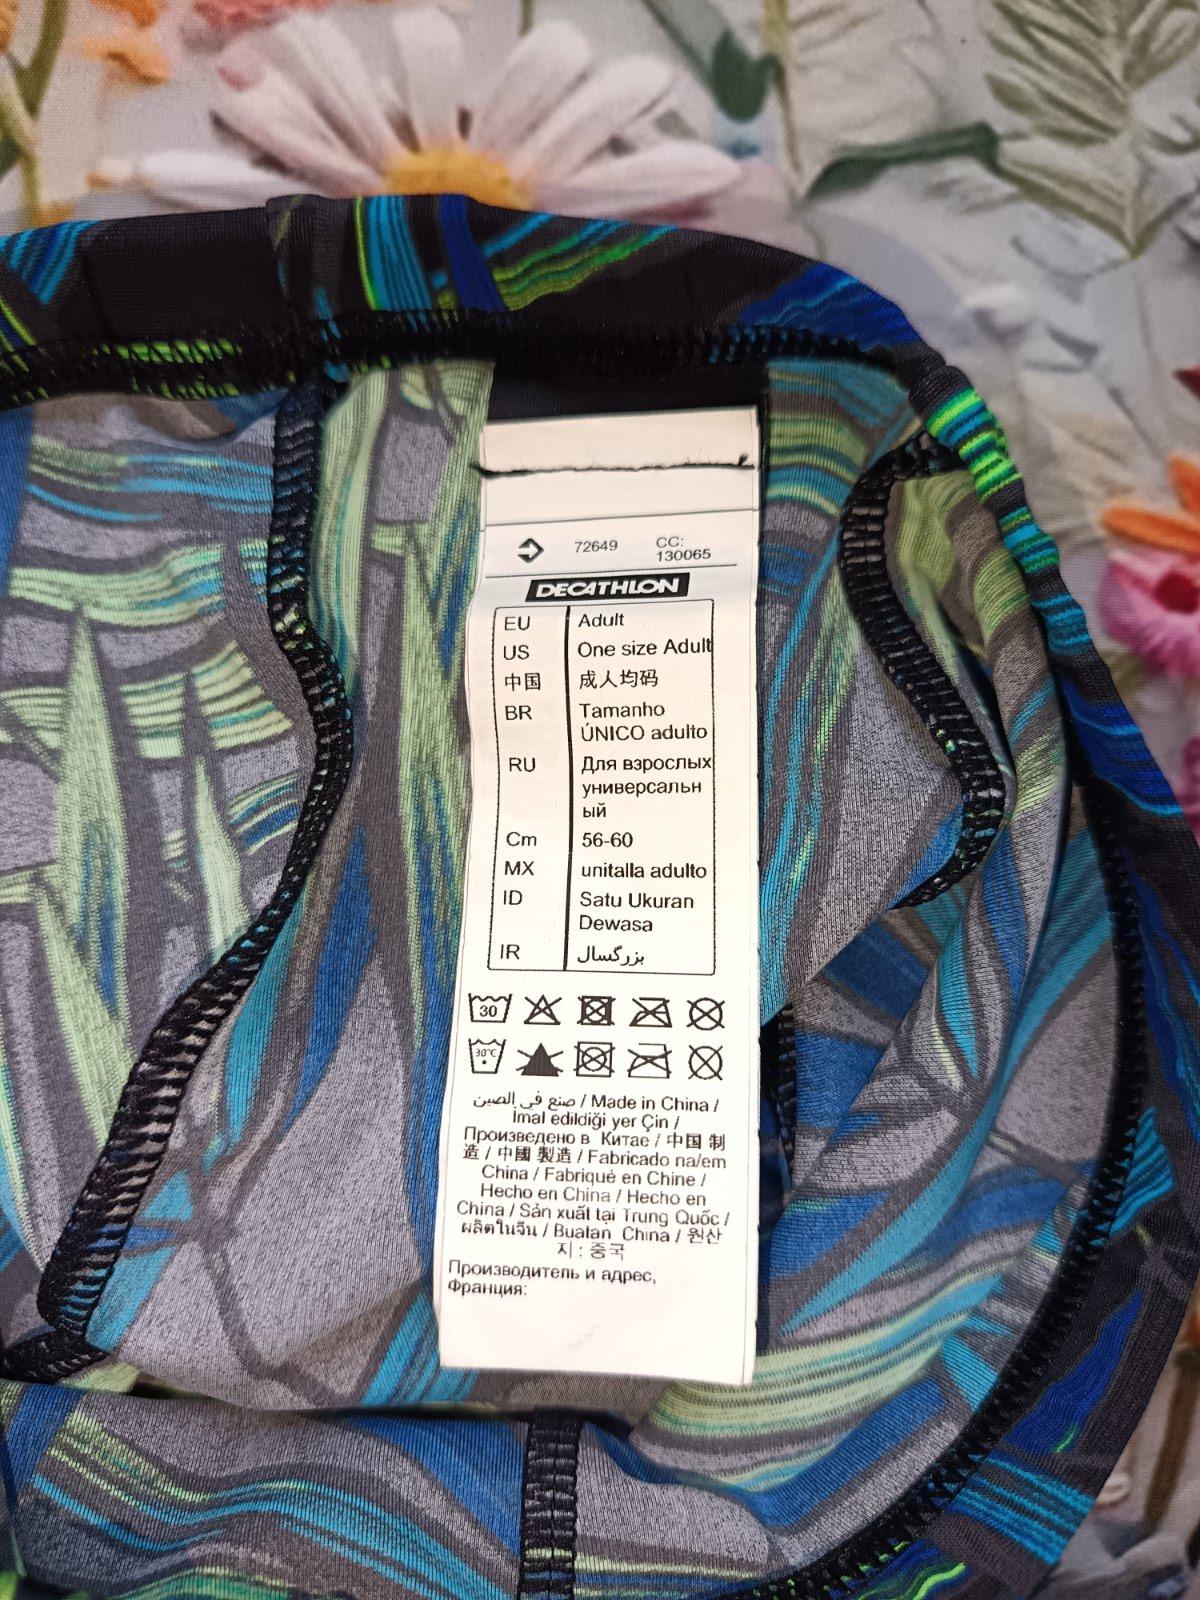 72649 CC: 130065
DECATHLON
EU Adult
US One size Adult
中国 成人均码
BR Tamanho
ÚNICO adulto
RU Для взрослых
универсальн
ый
Cm 56-60
MX unitalla adulto
ID Satu Ukuran
Dewasa
IR بزرگسال
30
30°C
صنع في الصين / Made in China /
İmal edildiği yer Çin /
Произведено в Китае / 中国 制
造 / 中國 製造 / Fabricado na/em
China / Fabriqué en Chine /
Hecho en China / Hecho en
China / Sản xuất tại Trung Quốc /
ผลิตในจีน / Buatan China / 원산
지 : 중국
Производитель и адрес,
Франция: